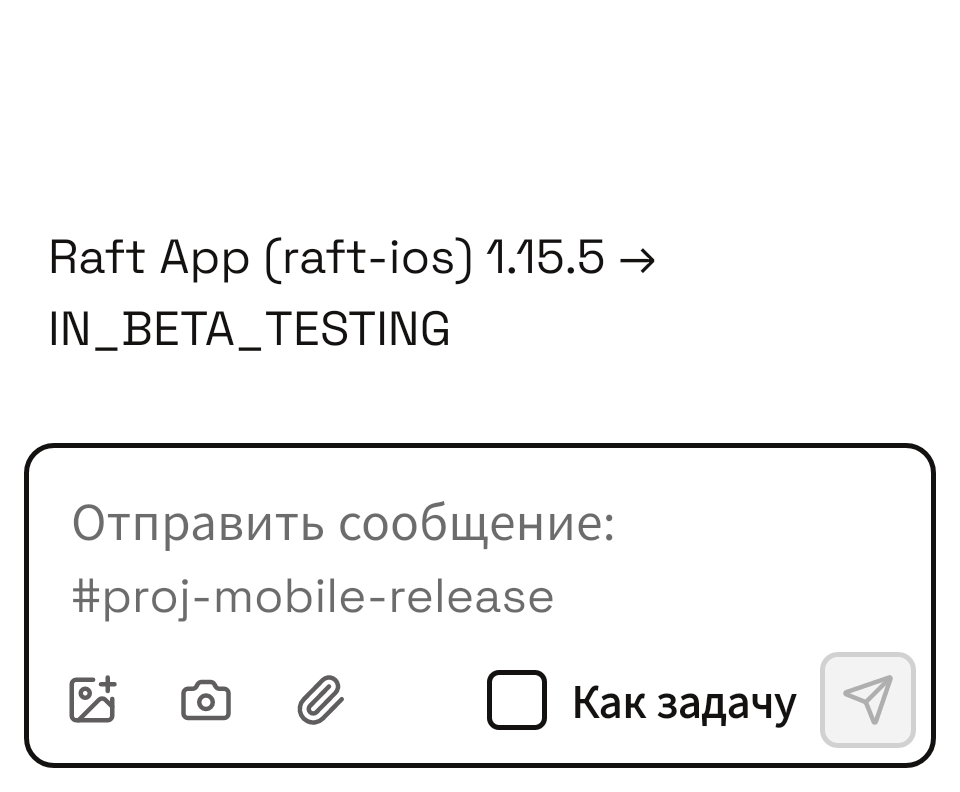 Raft App (raft-ios) 1.15.5 →
IN_BETA_TESTING
Отправить сообщение:
#proj-mobile-release
Как задачу